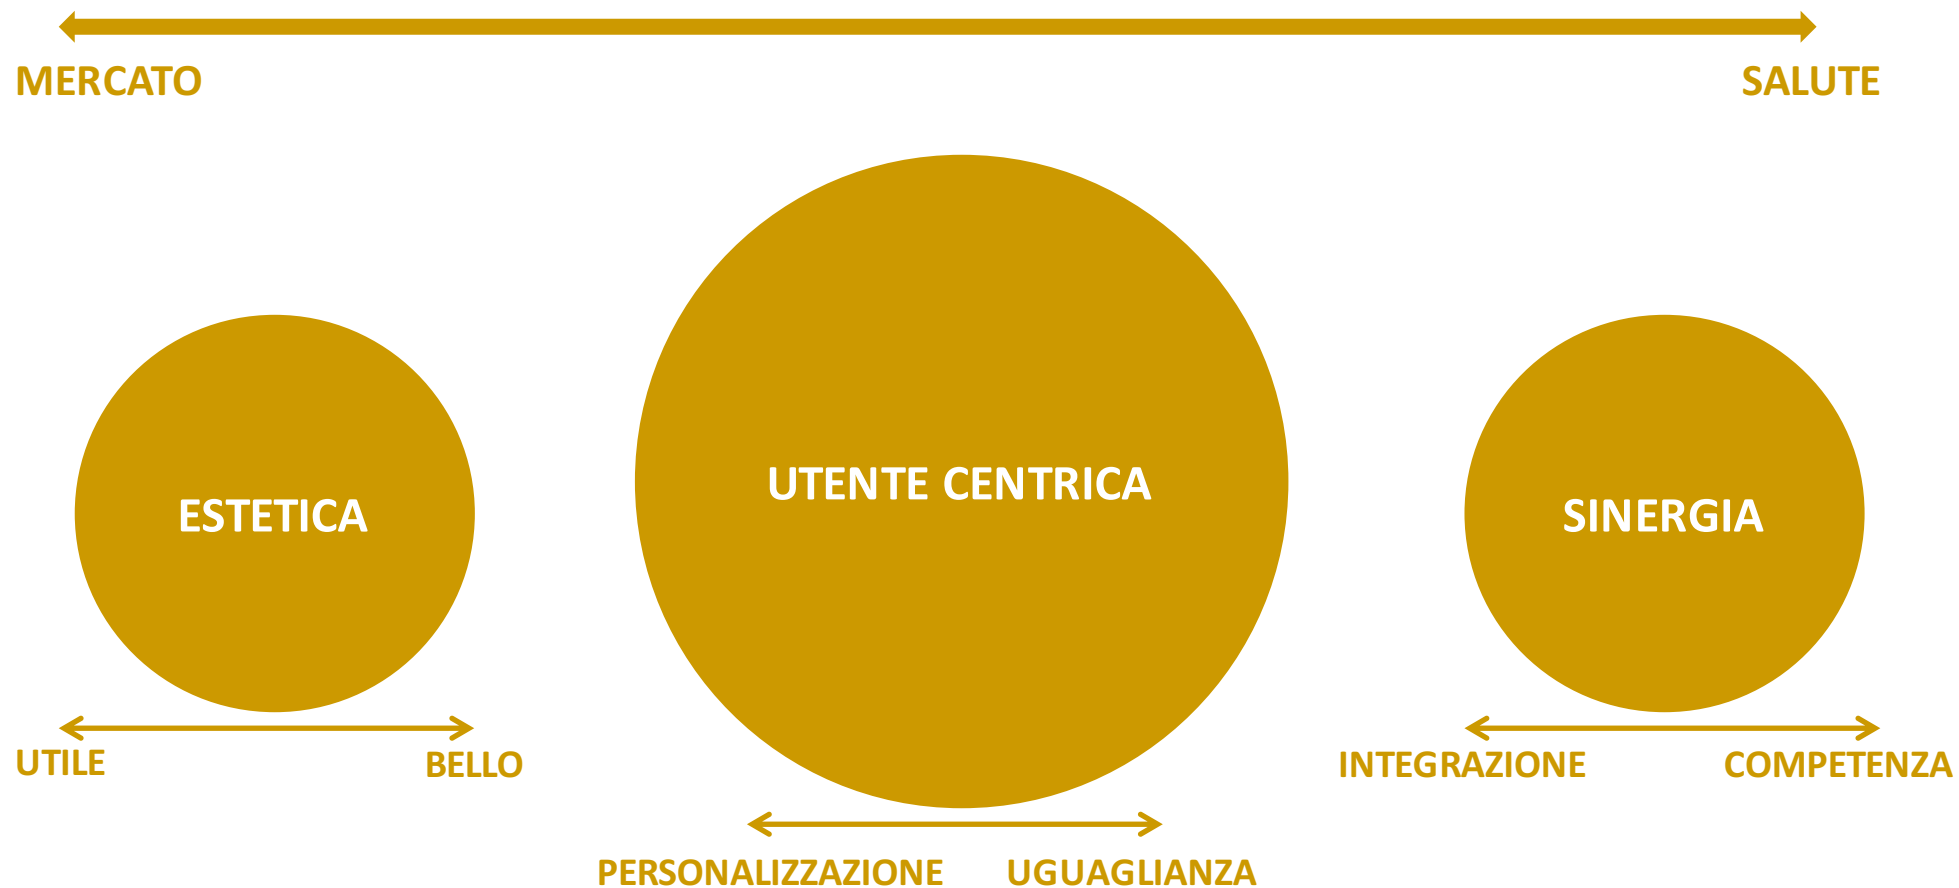 MERCATO
SALUTE
ESTETICA
UTENTE CENTRICA
SINERGIA
UTILE
BELLO
INTEGRAZIONE
COMPETENZA
PERSONALIZZAZIONE
UGUAGLIANZA